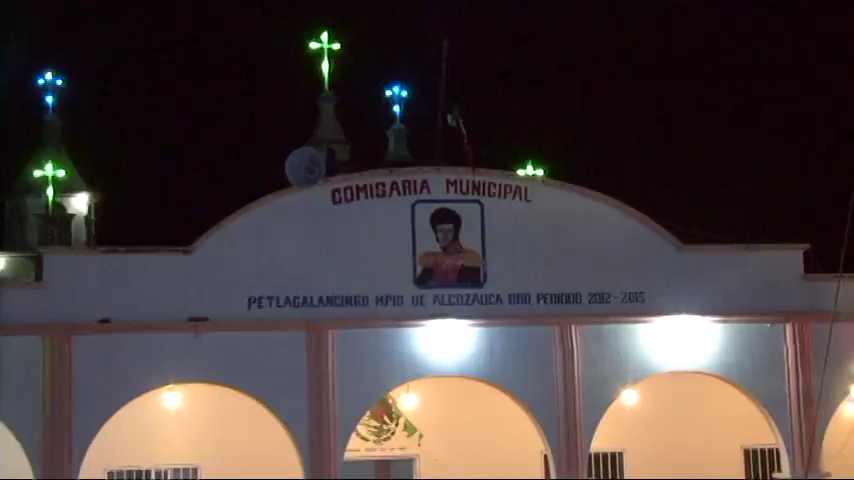 COMISARIA MUNICIPAL
PETLACALANCINGO MPIO DE ALCOZAUCA GRO. PERIODO 2012-2015